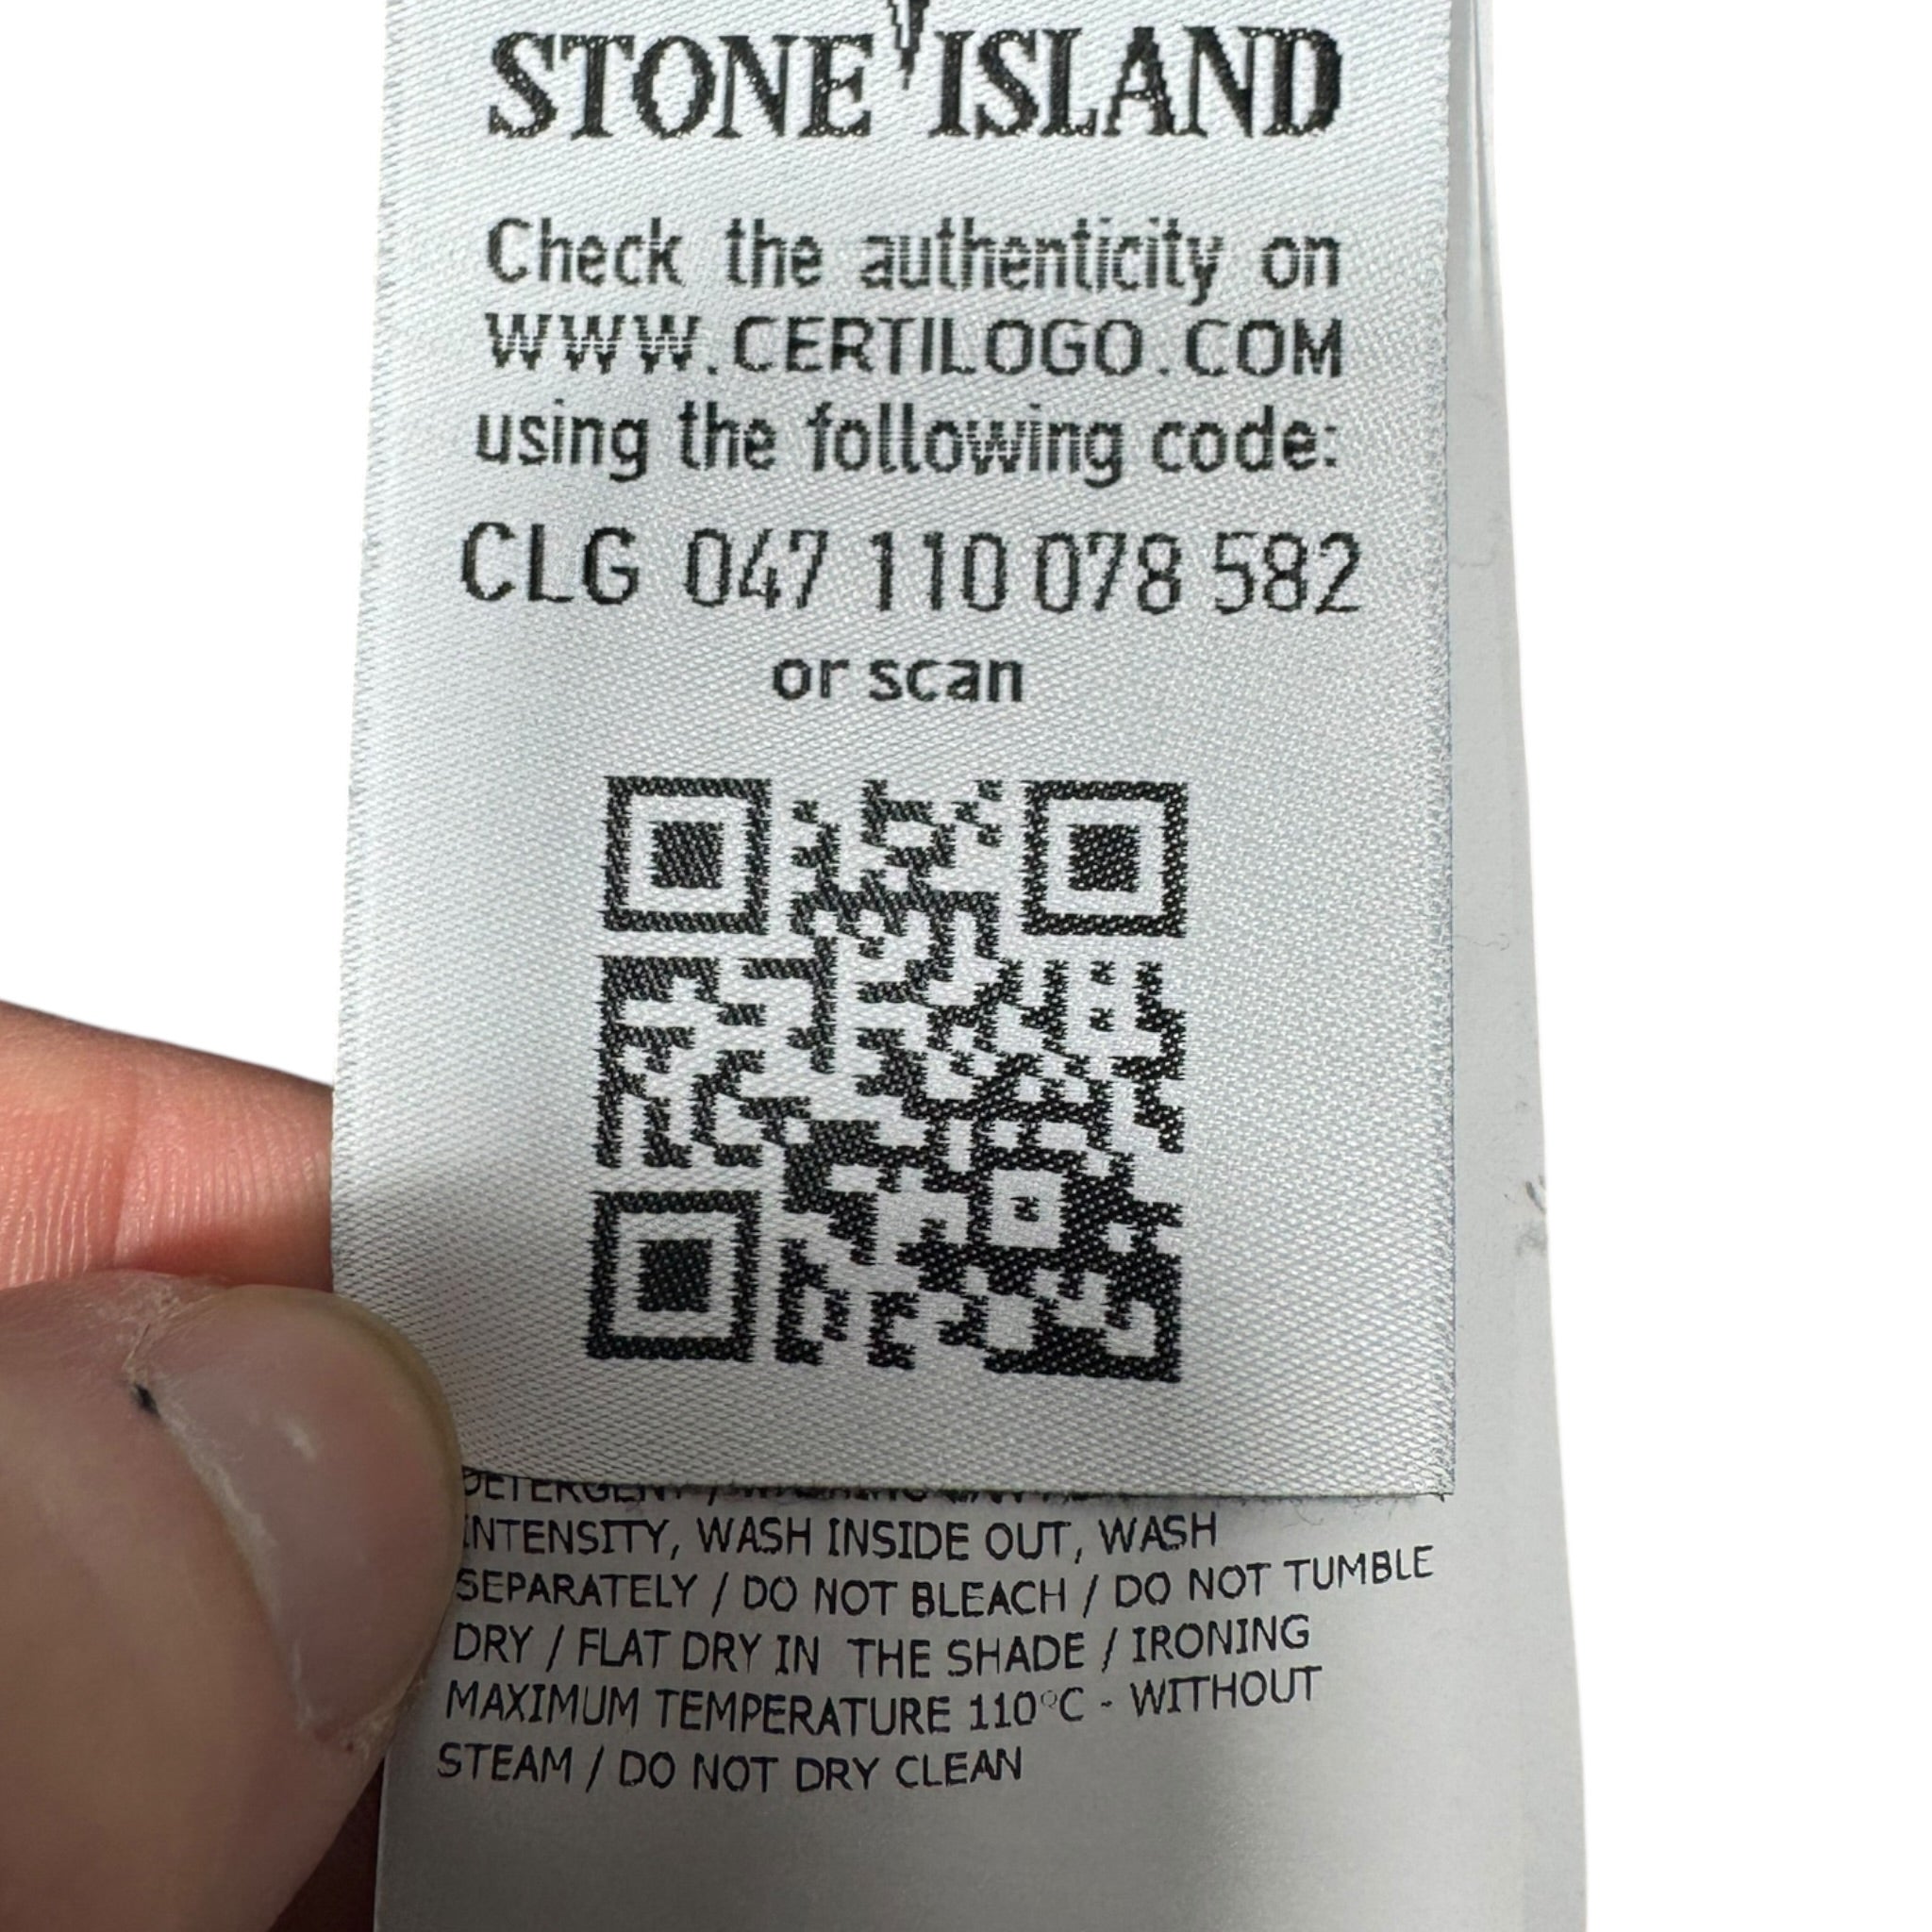 STONE ISLAND
Check the authenticity on
WWW.CERTILOGO.COM
using the following code:
CLG 047 110 078 582
or scan
DETERGENT /
INTENSITY, WASH INSIDE OUT, WASH
SEPARATELY / DO NOT BLEACH / DO NOT TUMBLE
DRY / FLAT DRY IN THE SHADE / IRONING
MAXIMUM TEMPERATURE 110°C - WITHOUT
STEAM / DO NOT DRY CLEAN